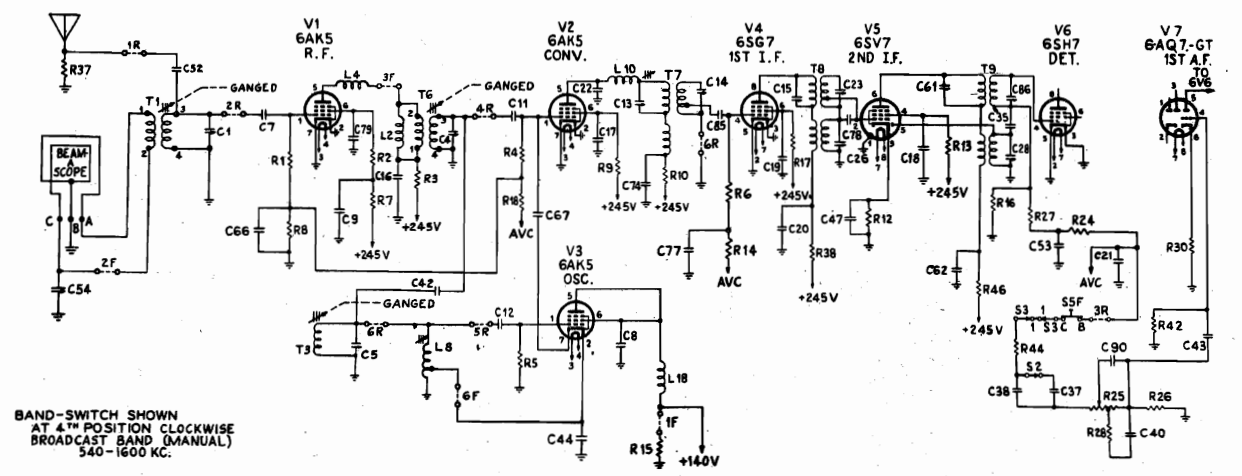 V1
6AK5
R.F.
V2
6AK5
CONV.
V4
6SG7
1ST I.F.
V5
6SV7
2ND I.F.
V6
6SH7
DET.
V7
6AQ7-GT
1ST A.F.
TO
6V6
1R
R37
C52
GANGED
T1
2R
C7
C1
R1
L4
3F
T6
GANGED
4R
C11
C79
L2
C4
R2
C16
R3
C9
R7
+245V
+245V
C66
R8
BEAM-
A
SCOPE
C
B
A
2F
C54
C22
L10
T7
C14
C13
C17
R4
R9
R18
AVC
C74
R10
+245V
+245V
C85
6R
C67
C15
T8
C23
R17
C19
+245V
C78
C26
R6
C77
R14
AVC
C20
R38
+245V
C47
R12
C18
R13
+245V
C61
T9
C86
C35
C28
R16
R27
R24
C53
C21
AVC
C62
R46
+245V
R30
R42
C43
C42
GANGED
T3
6R
C5
L8
5R
C12
R5
6F
V3
6AK5
OSC.
C8
L18
1F
R15
+140V
C44
S3
1
1
S3
C
S5F
B
3R
R44
S2
C38
C37
C90
R25
R26
R28
C40
BAND-SWITCH SHOWN
AT 4TH POSITION CLOCKWISE
BROADCAST BAND (MANUAL)
540-1600 KC.